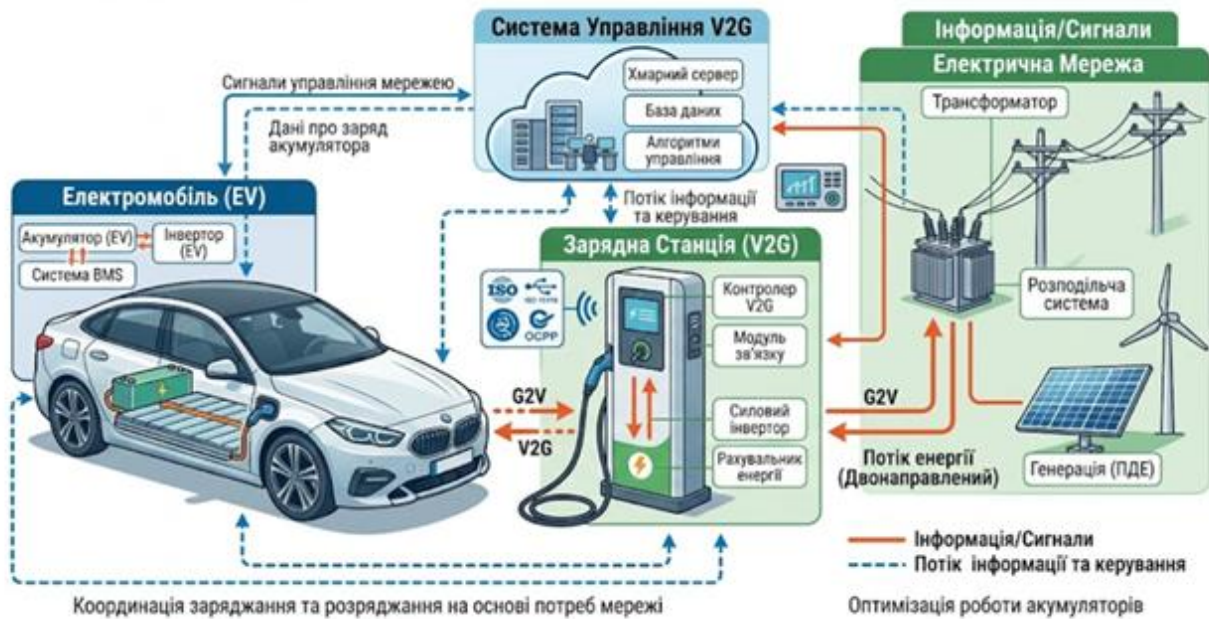 Система Управління V2G
Хмарний сервер
База даних
Алгоритми
управління
Інформація/Сигнали
Електрична Мережа
Трансформатор
Розподільча
система
Генерація (ПДЕ)
Сигнали управління мережею
Дані про заряд
акумулятора
Потік інформації
та керування
Електромобіль (EV)
Акумулятор (EV)
Інвертор
(EV)
Система BMS
Зарядна Станція (V2G)
ISO
OCPP
Контролер
V2G
Модуль
зв'язку
Силовий
інвертор
Рахувальник
енергії
G2V
V2G
G2V
Потік енергії
(Двонаправлений)
Інформація/Сигнали
Потік інформації та керування
Координація заряджання та розряджання на основі потреб мережі
Оптимізація роботи акумуляторів